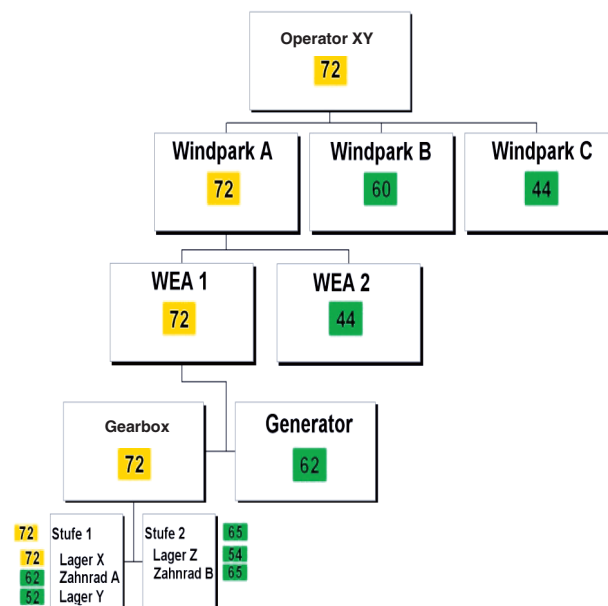 Operator XY
72
Windpark A
72
Windpark B
60
Windpark C
44
WEA 1
72
WEA 2
44
Gearbox
72
Generator
62
72 Stufe 1
72 Lager X
62 Zahnrad A
52 Lager Y
Stufe 2 65
Lager Z 54
Zahnrad B 65